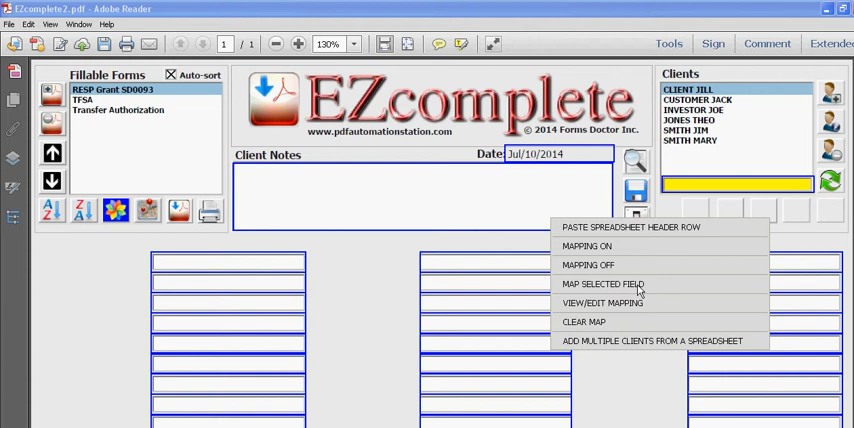 EZcomplete2.pdf - Adobe Reader
File Edit View Window Help
1 / 1 130% Tools Sign Comment Extended
Fillable Forms Auto-sort
RESP Grant SD0093
TFSA
Transfer Authorization
EZcomplete
www.pdfautomationstation.com © 2014 Forms Doctor Inc.
Client Notes Date: Jul/10/2014
Clients
CLIENT JILL
CUSTOMER JACK
INVESTOR JOE
JONES THEO
SMITH JIM
SMITH MARY
A Z Z A
PASTE SPREADSHEET HEADER ROW
MAPPING ON
MAPPING OFF
MAP SELECTED FIELD
VIEW/EDIT MAPPING
CLEAR MAP
ADD MULTIPLE CLIENTS FROM A SPREADSHEET